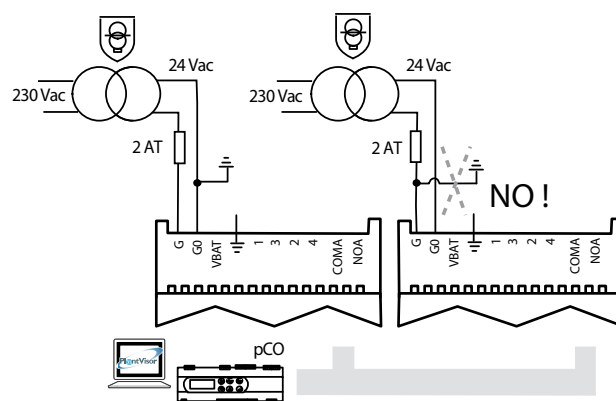 24 Vac
24 Vac
230 Vac
230 Vac
2 AT
2 AT
NO !
G G0 VBAT 1 3 2 4 COMA NOA
G G0 VBAT 1 3 2 4 COMA NOA
pCO
PlantVisor